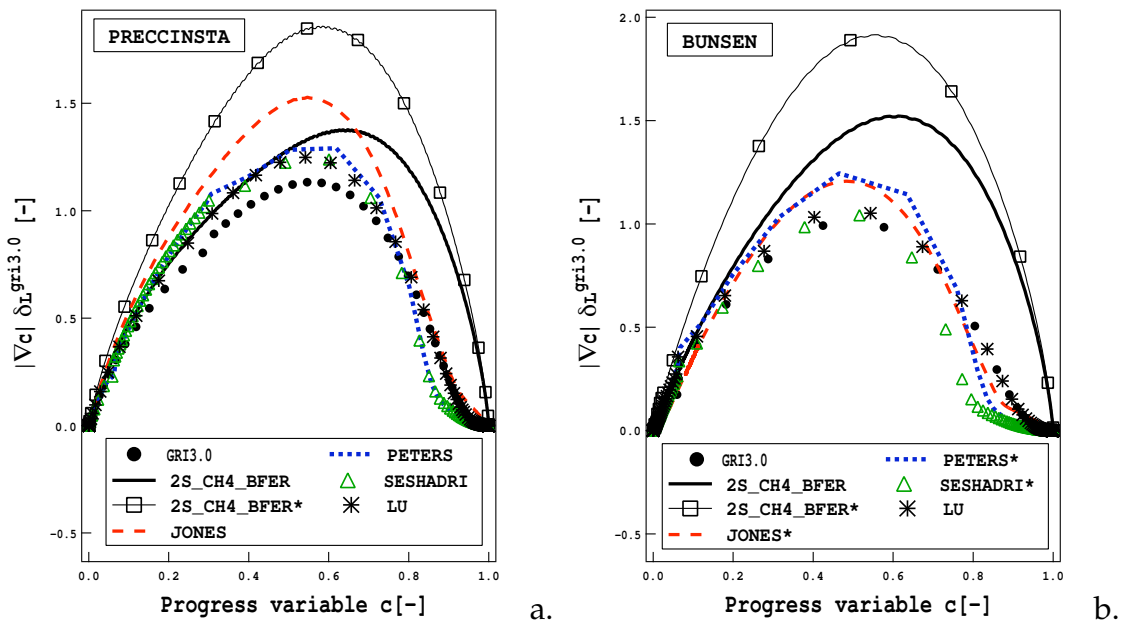 PRECCINSTA
|∇c| δL^gri3.0 [-]
1.5
1.0
0.5
0.0
-0.5
GRI3.0
2S_CH4_BFER
2S_CH4_BFER*
JONES
PETERS
SESHADRI
LU
0.0 0.2 0.4 0.6 0.8 1.0
Progress variable c[-]
a.
BUNSEN
|∇c| δL^gri3.0 [-]
2.0
1.5
1.0
0.5
0.0
-0.5
GRI3.0
2S_CH4_BFER
2S_CH4_BFER*
JONES*
PETERS*
SESHADRI*
LU
0.0 0.2 0.4 0.6 0.8 1.0
Progress variable c[-]
b.